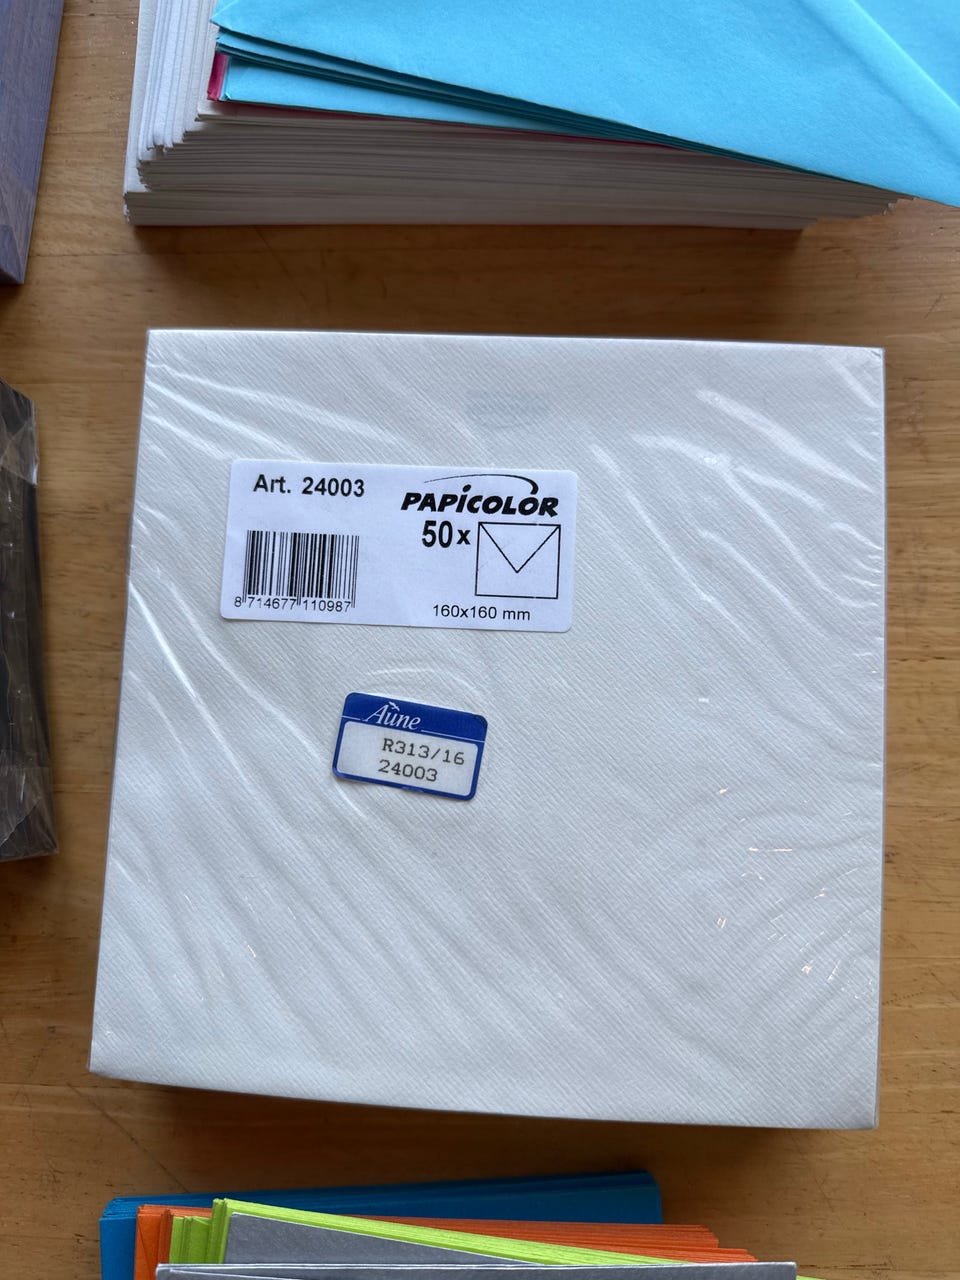 Art. 24003
PAPICOLOR
50x
8 714677 110987
160x160 mm
Aune
R313/16
24003